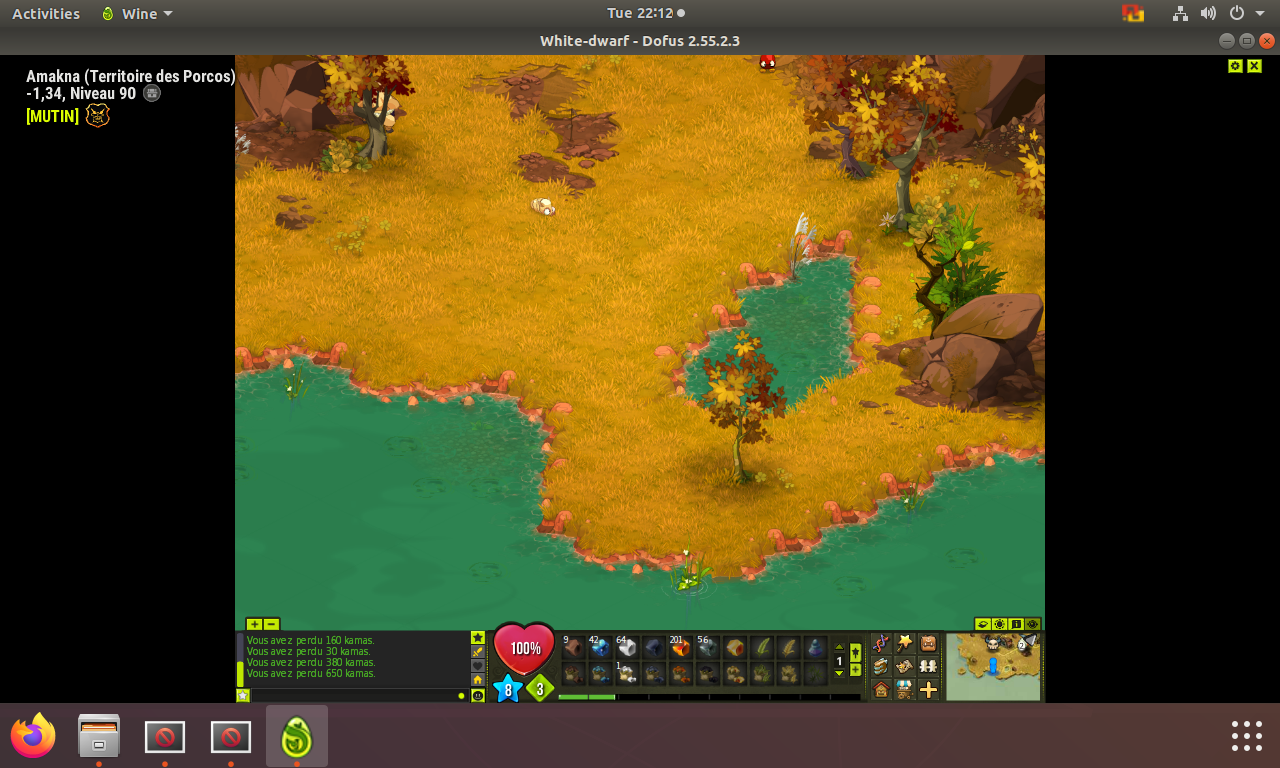 Activities
Wine
Tue 22:12
White-dwarf - Dofus 2.55.2.3
Amakna (Territoire des Porcos)
-1,34, Niveau 90
[MUTIN]
Vous avez perdu 160 kamas.
Vous avez perdu 30 kamas.
Vous avez perdu 380 kamas.
Vous avez perdu 650 kamas.
100%
8
3
9
42
64
201
56
1
1
2